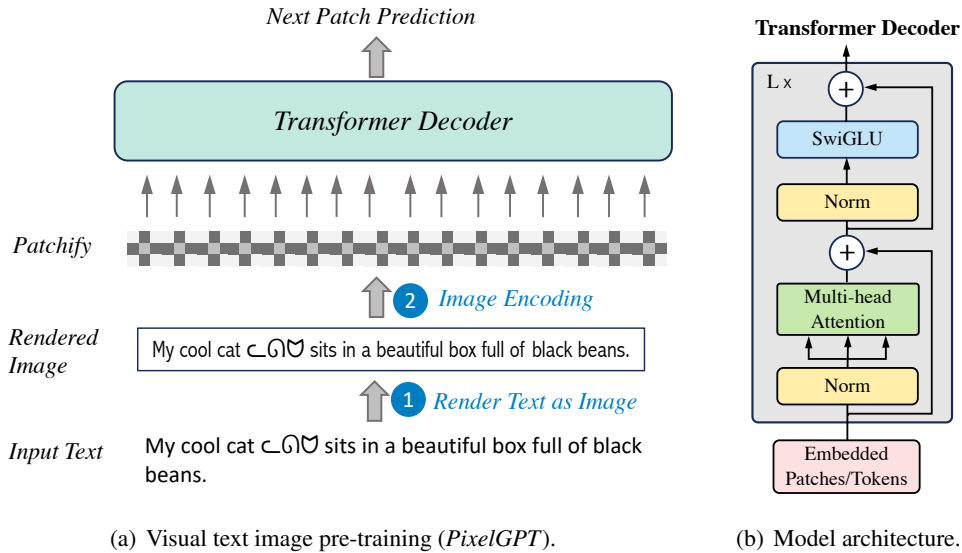 Next Patch Prediction
Transformer Decoder
Patchify
2 Image Encoding
Rendered
Image
My cool cat ᓚᘏᗢ sits in a beautiful box full of black beans.
1 Render Text as Image
Input Text
My cool cat ᓚᘏᗢ sits in a beautiful box full of black
beans.
(a) Visual text image pre-training (PixelGPT).
Transformer Decoder
L x
+
SwiGLU
Norm
+
Multi-head
Attention
Norm
Embedded
Patches/Tokens
(b) Model architecture.